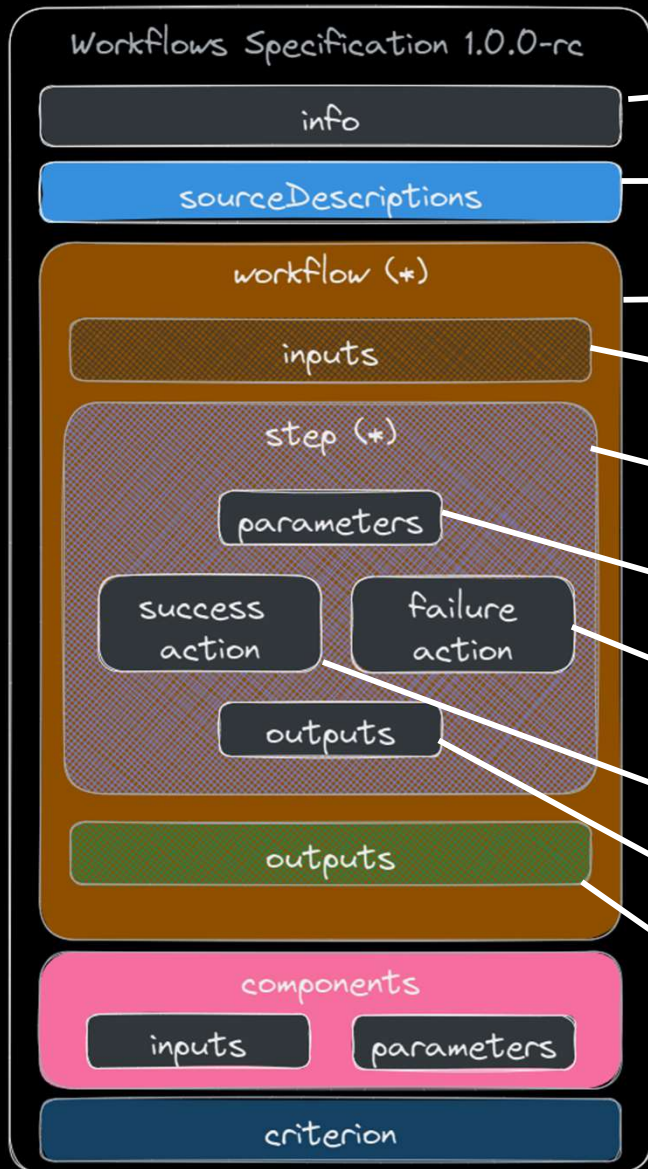 Workflows Specification 1.0.0-rc
info
sourceDescriptions
workflow (*)
inputs
step (*)
parameters
success
action
failure
action
outputs
outputs
components
inputs
parameters
criterion